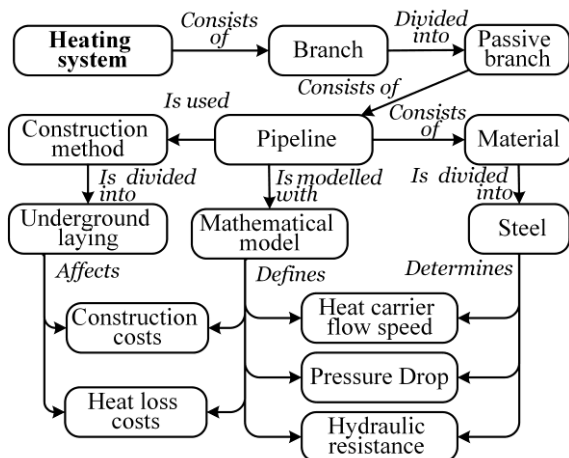 Heating
system
Consists
of
Branch
Divided
into
Passive
branch
Consists of
Is used
Construction
method
Pipeline
Consists
of
Material
Is divided
into
Is modelled
with
Is divided
into
Underground
laying
Mathematical
model
Steel
Affects
Defines
Determines
Construction
costs
Heat carrier
flow speed
Pressure Drop
Heat loss
costs
Hydraulic
resistance